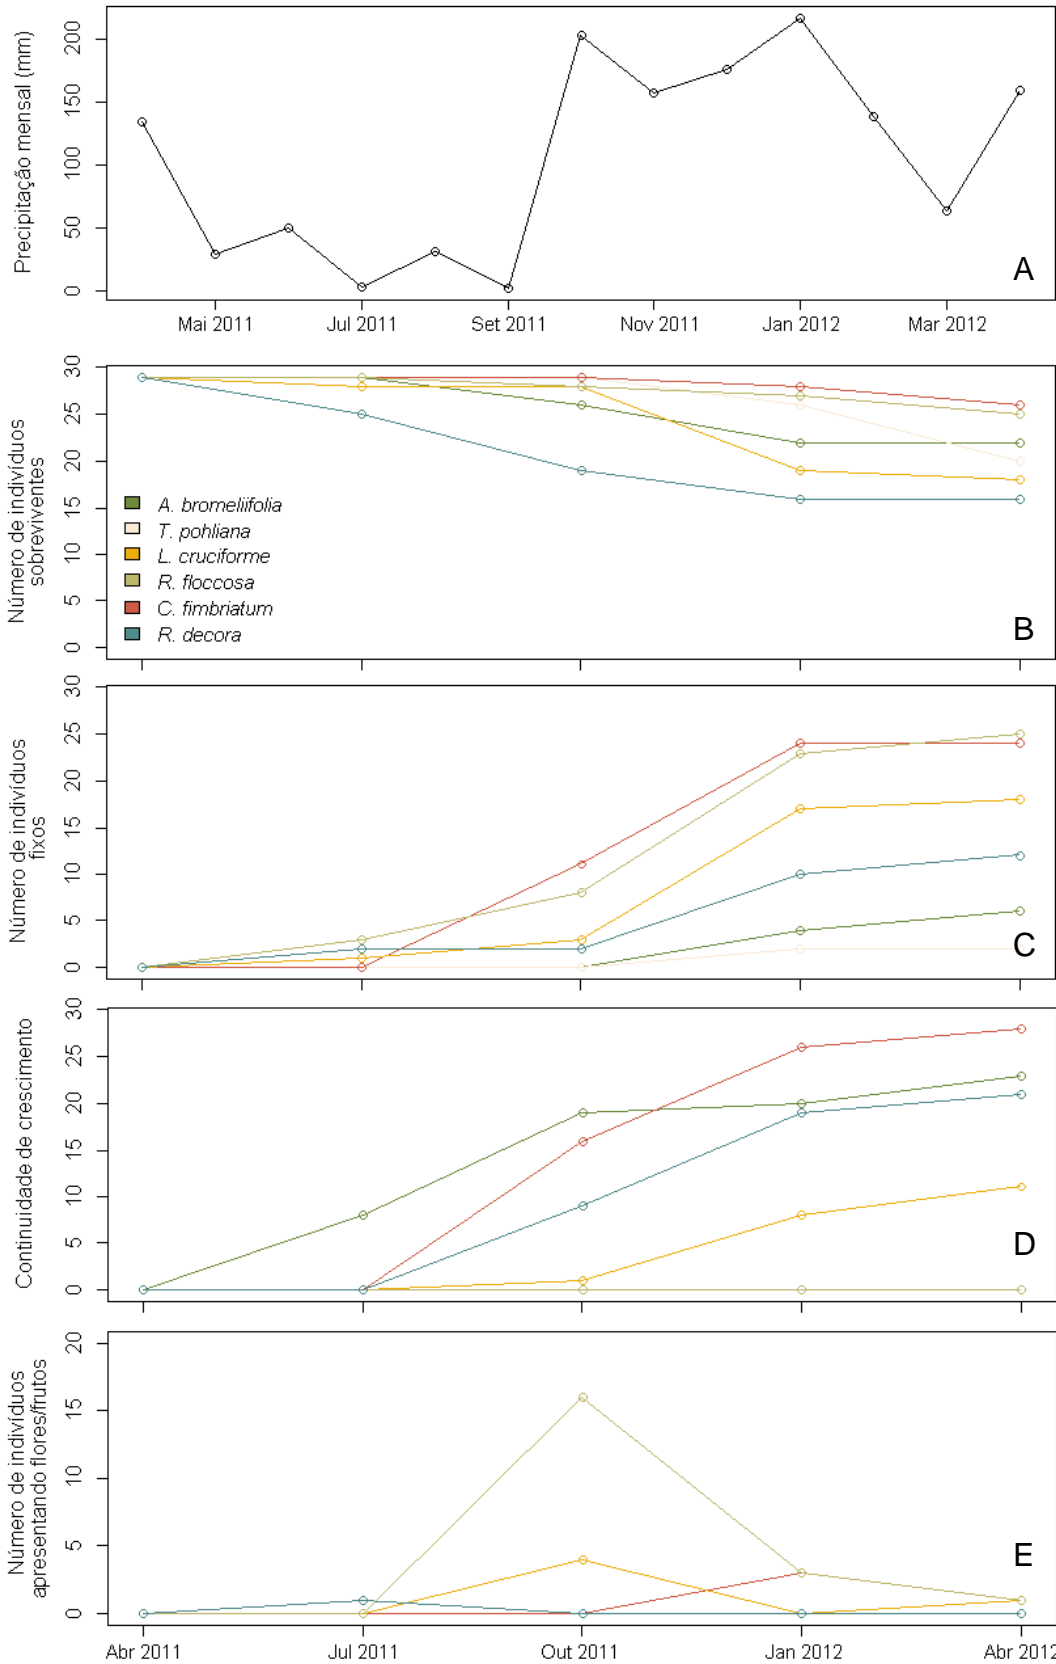 Precipitação mensal (mm)
200
150
100
50
0
A
Mai 2011 Jul 2011 Set 2011 Nov 2011 Jan 2012 Mar 2012
Número de indivíduos
sobreviventes
30
25
20
15
10
5
0
A. bromeliifolia
T. pohliana
L. cruciforme
R. floccosa
C. fimbriatum
R. decora
B
Número de indivíduos
fixos
30
25
20
15
10
5
0
C
Continuidade de crescimento
30
25
20
15
10
5
0
D
Número de indivíduos
apresentando flores/frutos
20
15
10
5
0
E
Abr 2011 Jul 2011 Out 2011 Jan 2012 Abr 2012